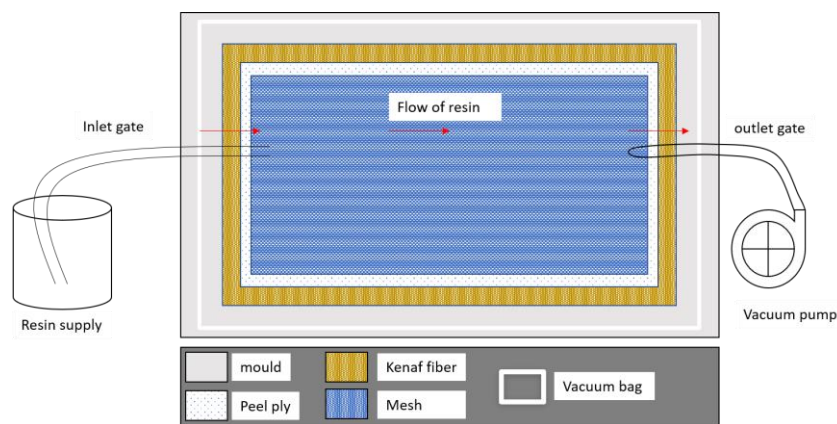 Flow of resin
Inlet gate
outlet gate
Resin supply
Vacuum pump
mould
Kenaf fiber
Vacuum bag
Peel ply
Mesh